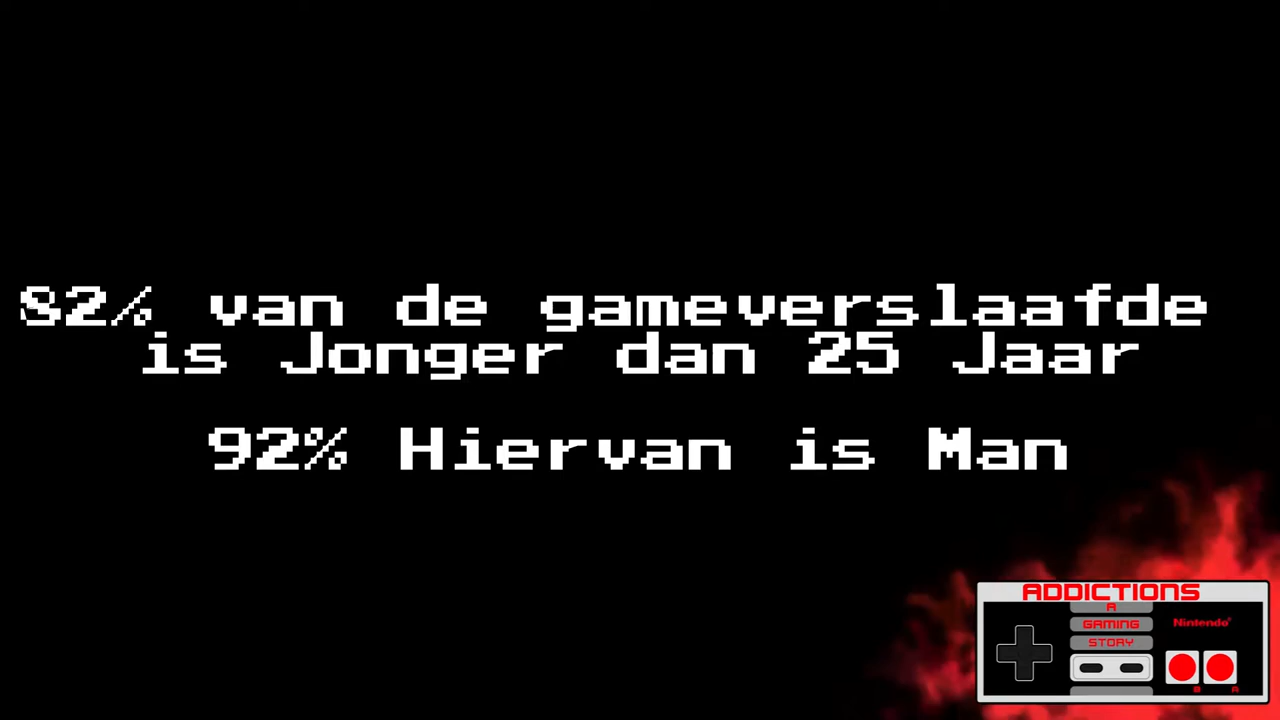 82% van de gameverslaafde
is Jonger dan 25 Jaar
92% Hiervan is Man
ADDICTIONS
A
GAMING
STORY
Nintendo
B A